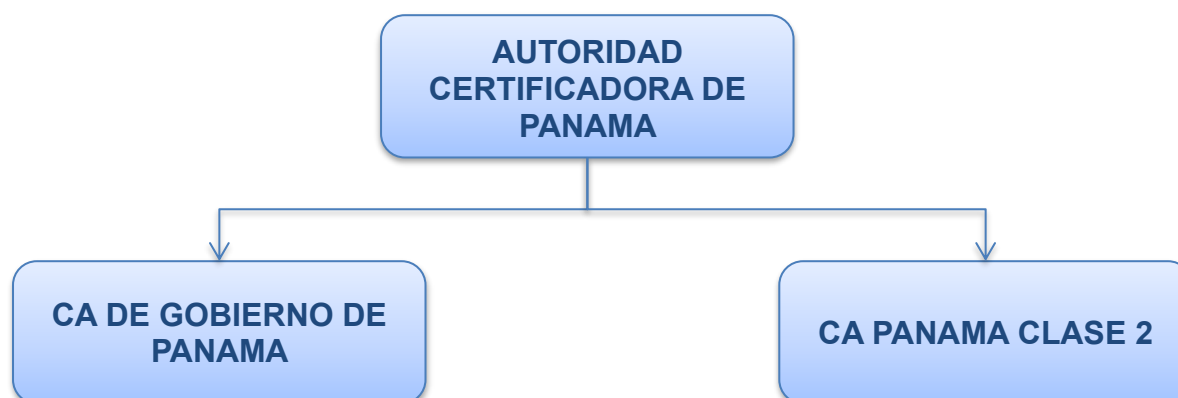 AUTORIDAD
CERTIFICADORA DE
PANAMA
CA DE GOBIERNO DE
PANAMA
CA PANAMA CLASE 2